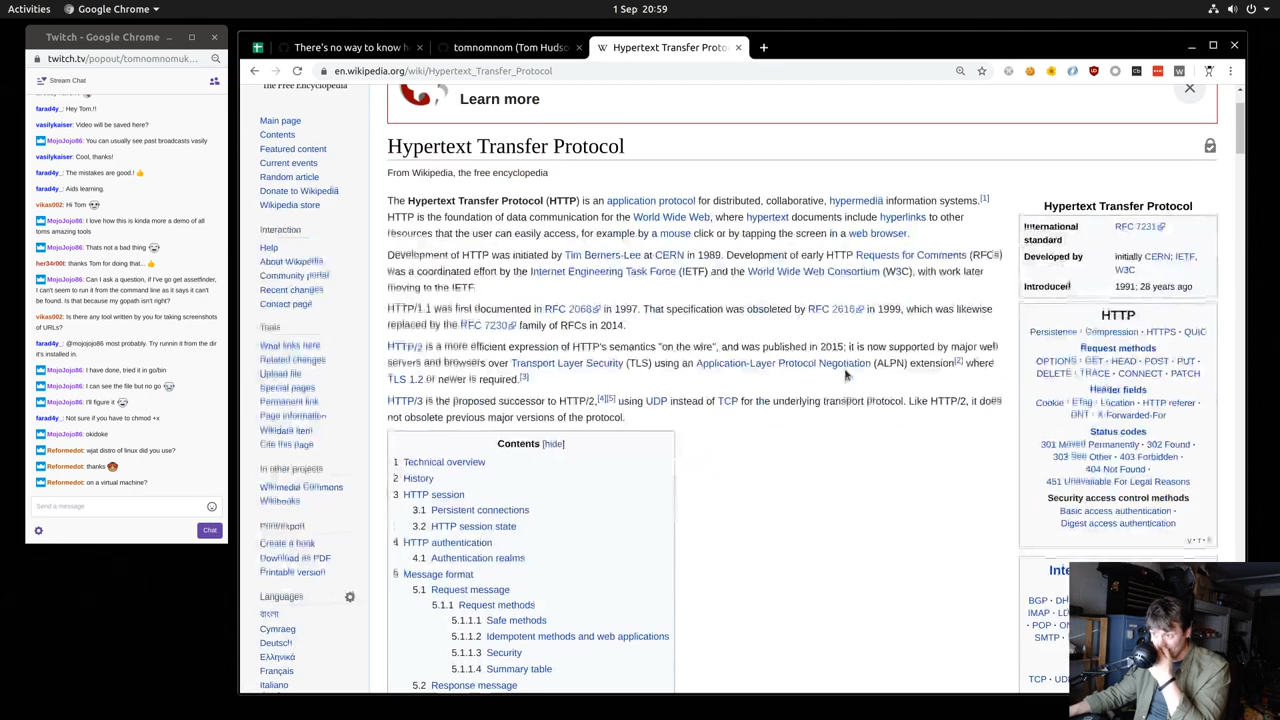 Activities
Google Chrome
1 Sep 20:59
Twitch - Google Chrome
twitch.tv/popout/tomnomnomuk...
Stream Chat
farad4y_: Hey Tom.!!
vasilykaiser: Video will be saved here?
MojoJojo86: You can usually see past broadcasts vasily
vasilykaiser: Cool, thanks!
farad4y_: The mistakes are good.!
farad4y_: Aids learning.
vikas002: Hi Tom
MojoJojo86: I love how this is kinda more a demo of all
toms amazing tools
MojoJojo86: Thats not a bad thing
her34r00t: thanks Tom for doing that...
MojoJojo86: Can I ask a question, if I've go get assetfinder,
I can't seem to run it from the command line as it says it can't
be found. Is that because my gopath isn't right?
vikas002: Is there any tool written by you for taking screenshots
of URLs?
farad4y_: @mojojojo86 most probably. Try runnin it from the dir
it's installed in.
MojoJojo86: I have done, tried it in go/bin
MojoJojo86: I can see the file but no go
MojoJojo86: I'll figure it
farad4y_: Not sure if you have to chmod +x
MojoJojo86: okidoke
Reformedot: wjat distro of linux did you use?
Reformedot: thanks
Reformedot: on a virtual machine?
Send a message
Chat
There's no way to know h
tomnomnom (Tom Hudso
Hypertext Transfer Proto
en.wikipedia.org/wiki/Hypertext_Transfer_Protocol
The Free Encyclopedia
Main page
Contents
Featured content
Current events
Random article
Donate to Wikipedia
Wikipedia store
Interaction
Help
About Wikipedia
Community portal
Recent changes
Contact page
Tools
What links here
Related changes
Upload file
Special pages
Permanent link
Page information
Wikidata item
Cite this page
In other projects
Wikimedia Commons
Wikibooks
Print/export
Create a book
Download as PDF
Printable version
Languages
বাংলা
Cymraeg
Deutsch
Ελληνικά
Français
Italiano
Learn more
Hypertext Transfer Protocol
From Wikipedia, the free encyclopedia
The Hypertext Transfer Protocol (HTTP) is an application protocol for distributed, collaborative, hypermedia information systems.[1]
HTTP is the foundation of data communication for the World Wide Web, where hypertext documents include hyperlinks to other
resources that the user can easily access, for example by a mouse click or by tapping the screen in a web browser.
Development of HTTP was initiated by Tim Berners-Lee at CERN in 1989. Development of early HTTP Requests for Comments (RFCs)
was a coordinated effort by the Internet Engineering Task Force (IETF) and the World Wide Web Consortium (W3C), with work later
moving to the IETF.
HTTP/1.1 was first documented in RFC 2068 in 1997. That specification was obsoleted by RFC 2616 in 1999, which was likewise
replaced by the RFC 7230 family of RFCs in 2014.
HTTP/2 is a more efficient expression of HTTP's semantics "on the wire", and was published in 2015; it is now supported by major web
servers and browsers over Transport Layer Security (TLS) using an Application-Layer Protocol Negotiation (ALPN) extension[2] where
TLS 1.2 or newer is required.[3]
HTTP/3 is the proposed successor to HTTP/2,[4][5] using UDP instead of TCP for the underlying transport protocol. Like HTTP/2, it does
not obsolete previous major versions of the protocol.
Contents [hide]
1 Technical overview
2 History
3 HTTP session
3.1 Persistent connections
3.2 HTTP session state
4 HTTP authentication
4.1 Authentication realms
5 Message format
5.1 Request message
5.1.1 Request methods
5.1.1.1 Safe methods
5.1.1.2 Idempotent methods and web applications
5.1.1.3 Security
5.1.1.4 Summary table
5.2 Response message
Hypertext Transfer Protocol
International
standard
RFC 7231
Developed by
initially CERN; IETF,
W3C
Introduced
1991; 28 years ago
HTTP
Persistence · Compression · HTTPS · QUIC
Request methods
OPTIONS · GET · HEAD · POST · PUT ·
DELETE · TRACE · CONNECT · PATCH
Header fields
Cookie · ETag · Location · HTTP referer ·
DNT · X-Forwarded-For
Status codes
301 Moved Permanently · 302 Found ·
303 See Other · 403 Forbidden ·
404 Not Found ·
451 Unavailable For Legal Reasons
Security access control methods
Basic access authentication ·
Digest access authentication
V · T · E
Inte
BGP · DH
IMAP · LD
· POP · ON
SMTP ·
TCP · UD